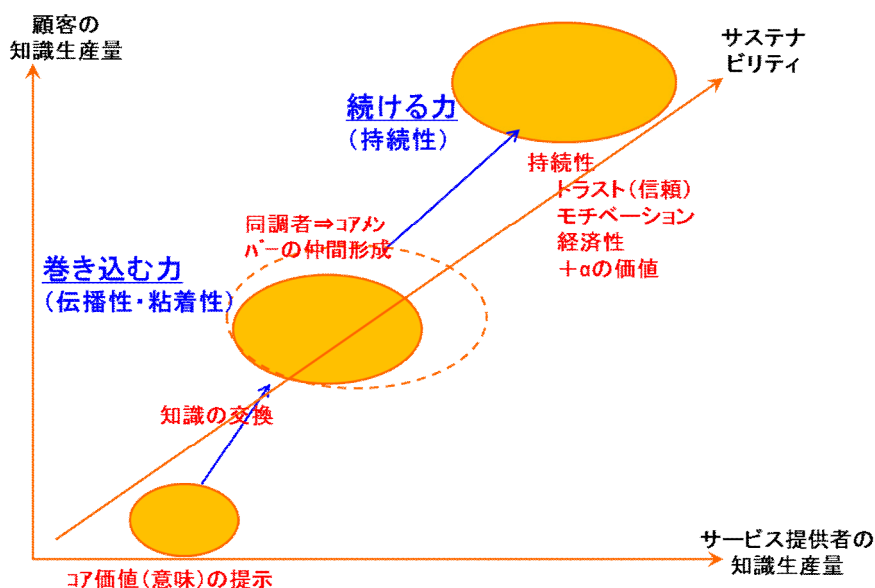 顧客の
知識生産量
サステナ
ビリティ
続ける力
（持続性）
持続性
トラスト（信頼）
モチベーション
経済性
＋αの価値
同調者⇒ｺｱﾒﾝ
ﾊﾞｰの仲間形成
巻き込む力
（伝播性・粘着性）
知識の交換
サービス提供者の
知識生産量
ｺｱ価値（意味）の提示